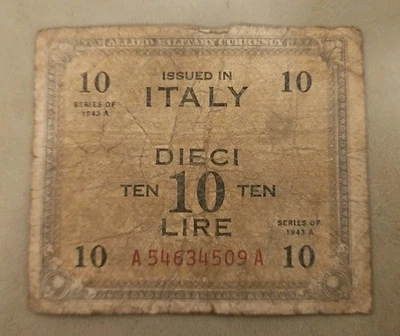 ISSUED IN
10 ITALY 10
SERIES OF
1943 A
DIECI
TEN 10 TEN
LIRE
SERIES OF
1943 A
10 A54634509A 10